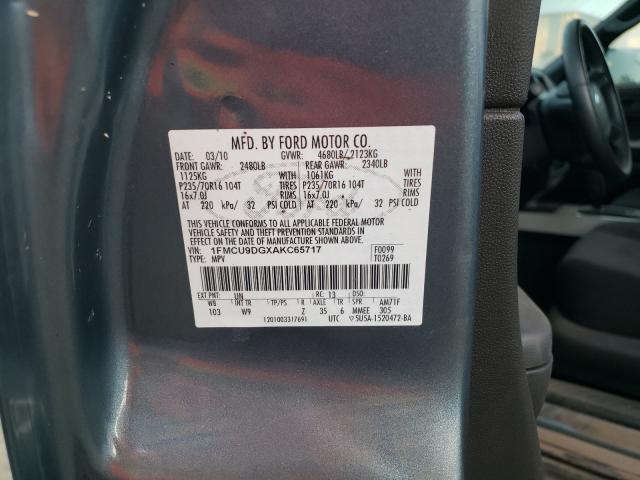 MFD. BY FORD MOTOR CO.
DATE: 03/10 GVWR: 4680LB/ 2123KG
FRONT GAWR: 2480LB REAR GAWR: 2340LB
1125KG WITH 1061KG WITH
P235/70R16 104T TIRES P235/70R16 104T TIRES
16x7.0J RIMS 16x7.0J RIMS
AT 220 kPa/ 32 PSI COLD AT 220 kPa/ 32 PSI COLD
THIS VEHICLE CONFORMS TO ALL APPLICABLE FEDERAL MOTOR
VEHICLE SAFETY AND THEFT PREVENTION STANDARDS IN
EFFECT ON THE DATE OF MANUFACTURE SHOWN ABOVE.
VIN: 1FMCU9DGXAKC65717 F0099
TYPE: MPV T0269
EXT PNT: UN RC: 13 DSO:
WB INT TR TP/PS R AXLE TR SPR AM71F
103 W9 Z 35 6 MMEE 305
1201003317691 UTC 5U5A-1520472-BA